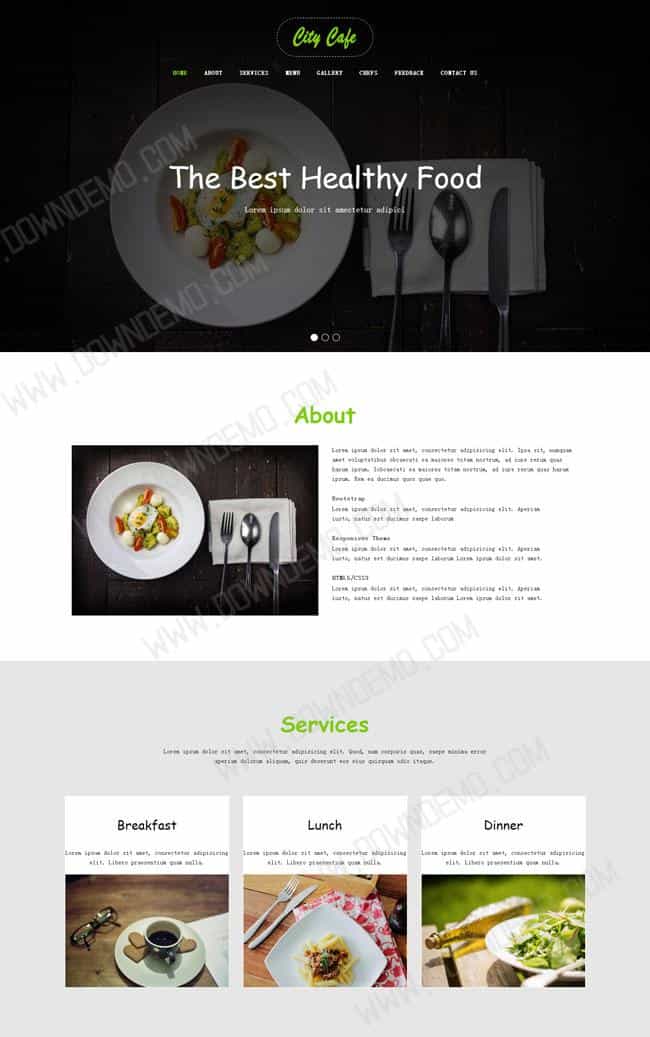 City Cafe
HOME ABOUT SERVICES MENU GALLERY CHEFS FEEDBACK CONTACT US
The Best Healthy Food
Lorem ipsum dolor sit ametctur adipici
WWW.DOWNDEMO.COM
About
Lorem ipsum dolor sit amet, consectetur adipisicing elit. Ipsa sit, numquam
amet voluptatibus obcaecati ea maiores totam nostrum, ad iure rerum quas
harum ipsum. Iobcaecati ea maiores totam nostrum, ad iure rerum quas harum
ipsum. Rem ea ducimus quos quae quo.
Bootstrap
Lorem ipsum dolor sit amet, consectetur adipisicing elit. Aperiam
iusto, natus est ducimus saepe laborum
Responsive Theme
Lorem ipsum dolor sit amet, consectetur adipisicing elit. Aperiam
iusto, natus est ducimus saepe laborum Lorem ipsum dolor sit amet.
HTML5/CSS3
Lorem ipsum dolor sit amet, consectetur adipisicing elit. Aperiam
iusto, natus est ducimus saepe laborum Lorem ipsum dolor sit amet.
Services
Lorem ipsum dolor sit amet, consectetur adipisicing elit. Quod, nam corporis quas, saepe minima error
aperiam dolorum aliquam, quis deserunt eos eius quisquam odio itaque.
Breakfast
Lorem ipsum dolor sit amet, consectetur adipisicing
elit. Libero praesentium quam nulla.
Lunch
Lorem ipsum dolor sit amet, consectetur adipisicing
elit. Libero praesentium quam nulla.
Dinner
Lorem ipsum dolor sit amet, consectetur adipisicing
elit. Libero praesentium quam nulla.